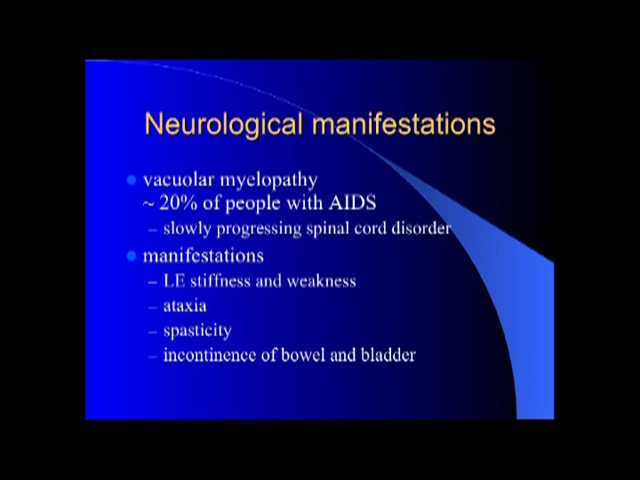 Neurological manifestations
vacuolar myelopathy
~ 20% of people with AIDS
– slowly progressing spinal cord disorder
manifestations
– LE stiffness and weakness
– ataxia
– spasticity
– incontinence of bowel and bladder